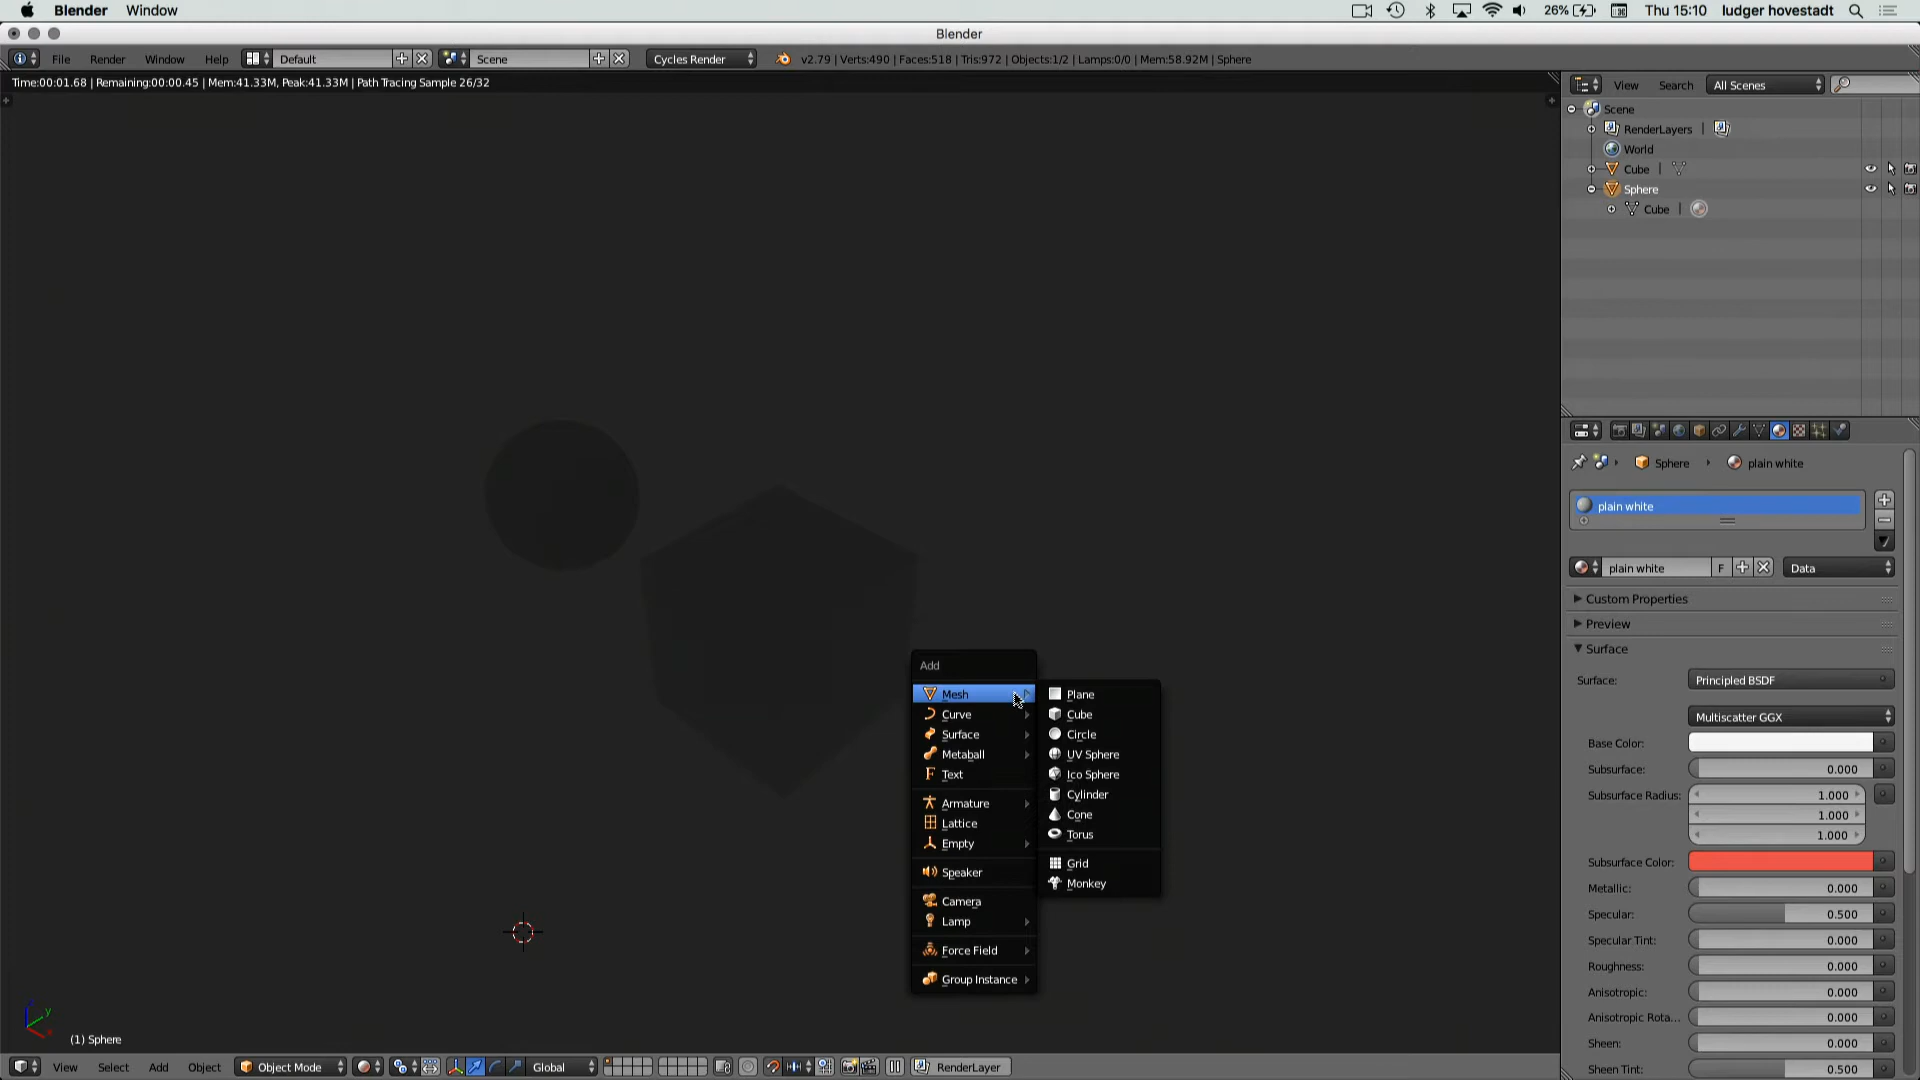 Blender Window 26% Thu 15:10 ludger hovestadt
Blender
File Render Window Help Default Scene Cycles Render v2.79 | Verts:490 | Faces:518 | Tris:972 | Objects:1/2 | Lamps:0/0 | Mem:58.92M | Sphere
Time:00:01.68 | Remaining:00:00.45 | Mem:41.33M, Peak:41.33M | Path Tracing Sample 26/32
View Search All Scenes
Scene
RenderLayers |
World
Cube |
Sphere
Cube |
Sphere plain white
plain white
plain white F Data
Custom Properties
Preview
Surface
Surface: Principled BSDF
Multiscatter GGX
Base Color:
Subsurface: 0.000
Subsurface Radius: 1.000
1.000
1.000
Subsurface Color:
Metallic: 0.000
Specular: 0.500
Specular Tint: 0.000
Roughness: 0.000
Anisotropic: 0.000
Anisotropic Rota... 0.000
Sheen: 0.000
Sheen Tint: 0.500
Add
Mesh
Curve
Surface
Metaball
Text
Armature
Lattice
Empty
Speaker
Camera
Lamp
Force Field
Group Instance
Plane
Cube
Circle
UV Sphere
Ico Sphere
Cylinder
Cone
Torus
Grid
Monkey
(1) Sphere
View Select Add Object Object Mode Global RenderLayer